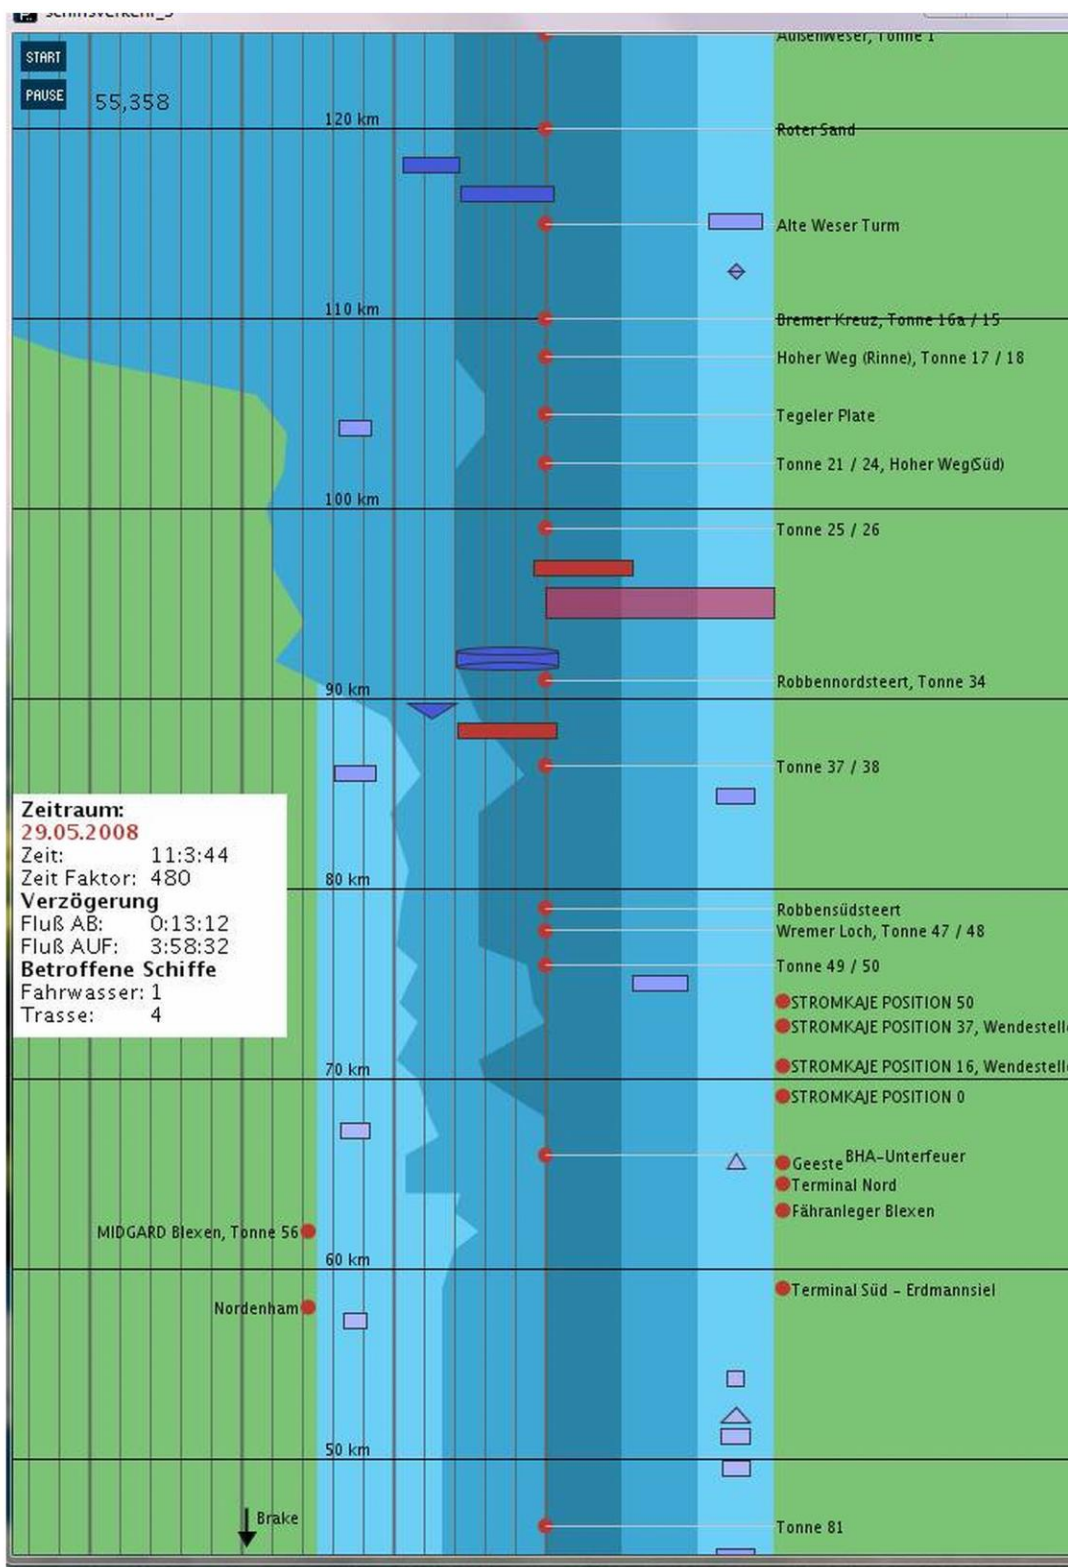 schiffsverkehr_5
Außenweser, Tonne 1
START
PAUSE
55,358
120 km
Roter Sand
Alte Weser Turm
110 km
Bremer Kreuz, Tonne 16a / 15
Hoher Weg (Rinne), Tonne 17 / 18
Tegeler Plate
Tonne 21 / 24, Hoher Weg(Süd)
100 km
Tonne 25 / 26
90 km
Robbennordsteert, Tonne 34
Tonne 37 / 38
Zeitraum:
29.05.2008
Zeit: 11:3:44
Zeit Faktor: 480
Verzögerung
Fluß AB: 0:13:12
Fluß AUF: 3:58:32
Betroffene Schiffe
Fahrwasser: 1
Trasse: 4
80 km
Robbensüdsteert
Wremer Loch, Tonne 47 / 48
Tonne 49 / 50
STROMKAJE POSITION 50
STROMKAJE POSITION 37, Wendestelle
STROMKAJE POSITION 16, Wendestelle
70 km
STROMKAJE POSITION 0
BHA-Unterfeuer
Geeste
Terminal Nord
Fähranleger Blexen
MIDGARD Blexen, Tonne 56
60 km
Terminal Süd - Erdmannsiel
Nordenham
50 km
Brake
Tonne 81